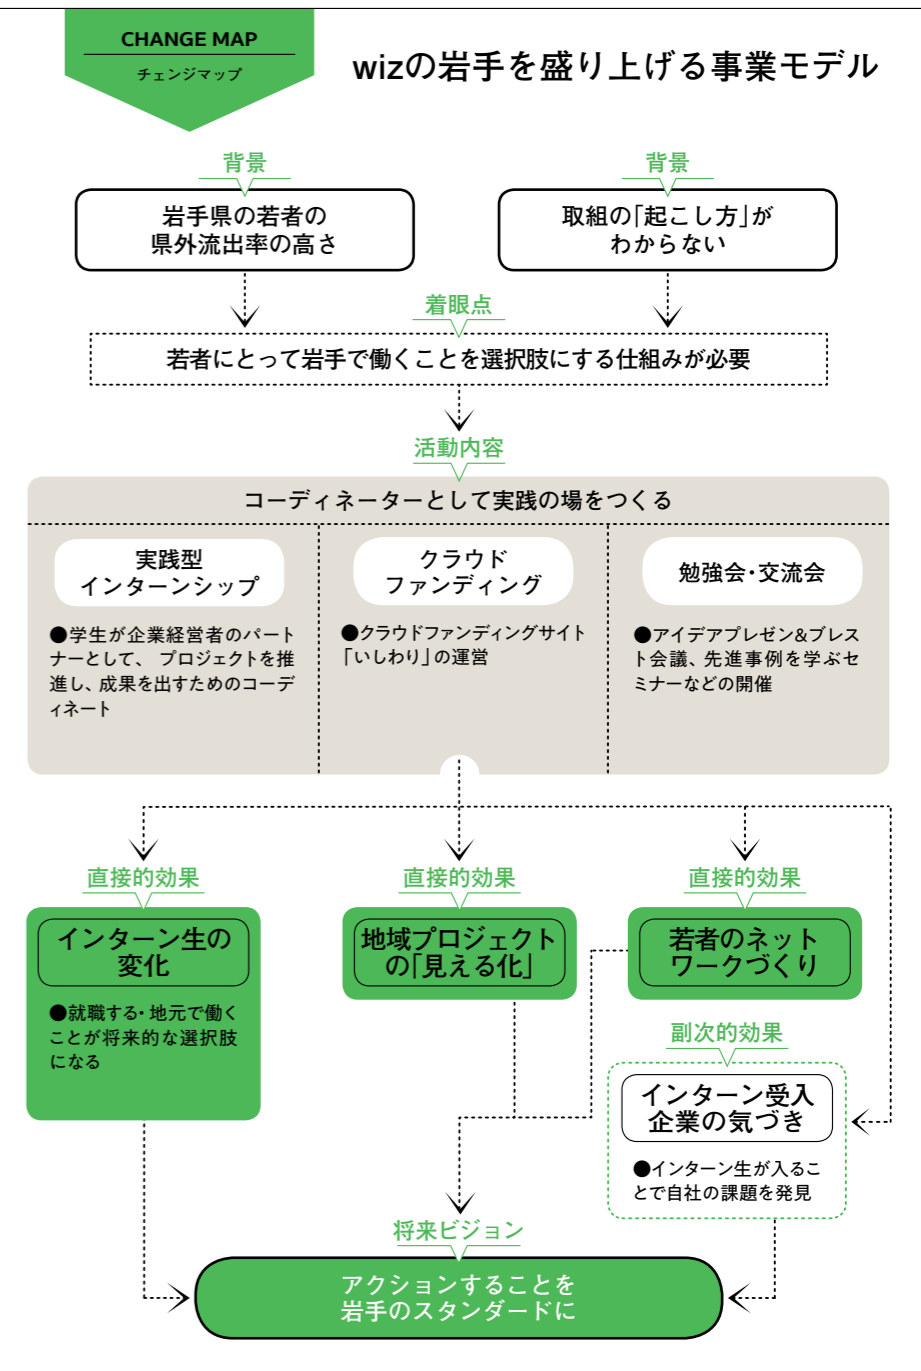 CHANGE MAP
チェンジマップ
wizの岩手を盛り上げる事業モデル
背景
岩手県の若者の
県外流出率の高さ
背景
取組の「起こし方」が
わからない
着眼点
若者にとって岩手で働くことを選択肢にする仕組みが必要
活動内容
コーディネーターとして実践の場をつくる
実践型
インターンシップ
●学生が企業経営者のパート
ナーとして、 プロジェクトを推
進し、成果を出すためのコーデ
ィネート
クラウド
ファンディング
●クラウドファンディングサイト
「いしわり」の運営
勉強会・交流会
●アイデアプレゼン&ブレス
ト会議、先進事例を学ぶセ
ミナーなどの開催
直接的効果
インターン生の
変化
●就職する・地元で働く
ことが将来的な選択肢
になる
直接的効果
地域プロジェクト
の「見える化」
直接的効果
若者のネット
ワークづくり
副次的効果
インターン受入
企業の気づき
●インターン生が入るこ
とで自社の課題を発見
将来ビジョン
アクションすることを
岩手のスタンダードに